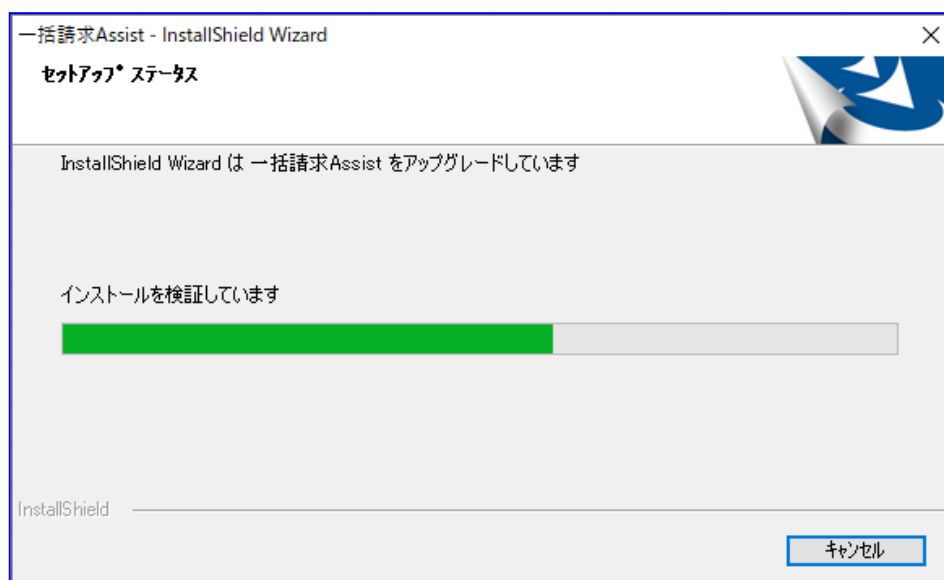 一括請求Assist - InstallShield Wizard
セットアップ ステータス
InstallShield Wizard は 一括請求Assist をアップグレードしています
インストールを検証しています
InstallShield
キャンセル